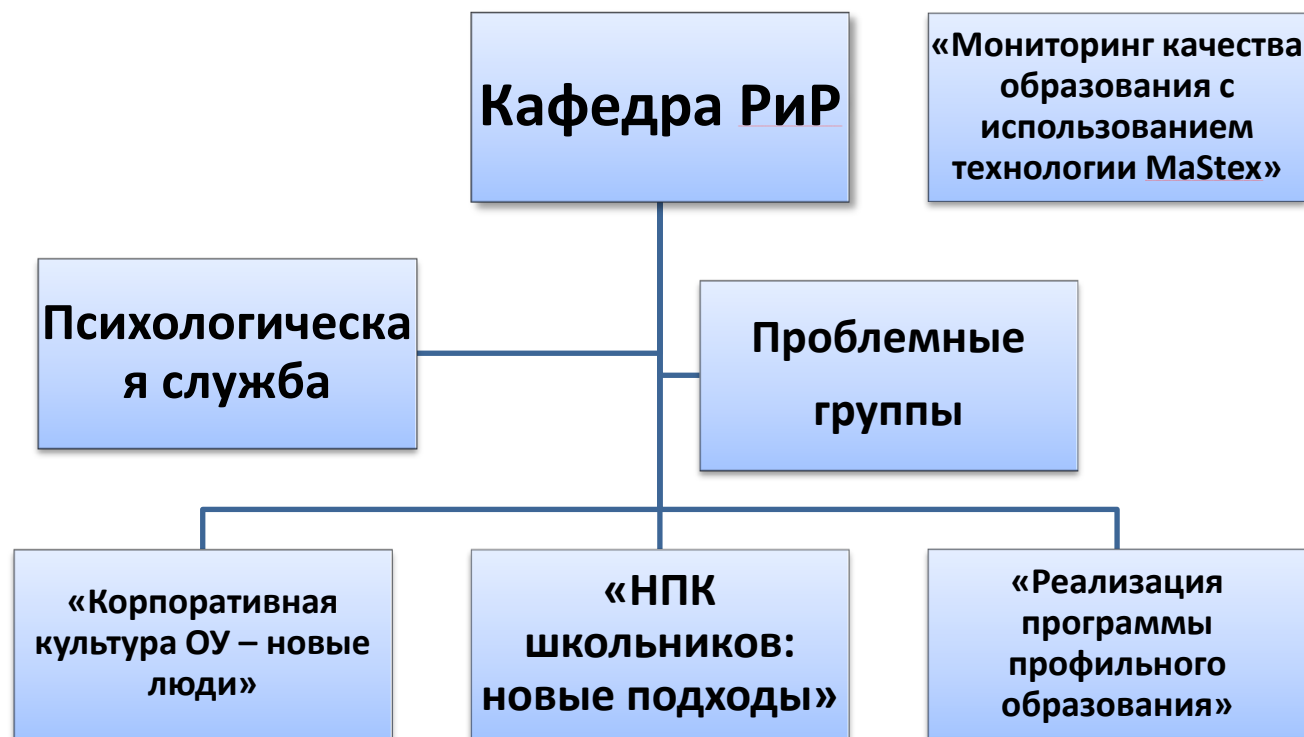 Кафедра РиР
«Мониторинг качества
образования с
использованием
технологии MaStex»
Психологическа
я служба
Проблемные
группы
«Корпоративная
культура ОУ – новые
люди»
«НПК
школьников:
новые подходы»
«Реализация
программы
профильного
образования»